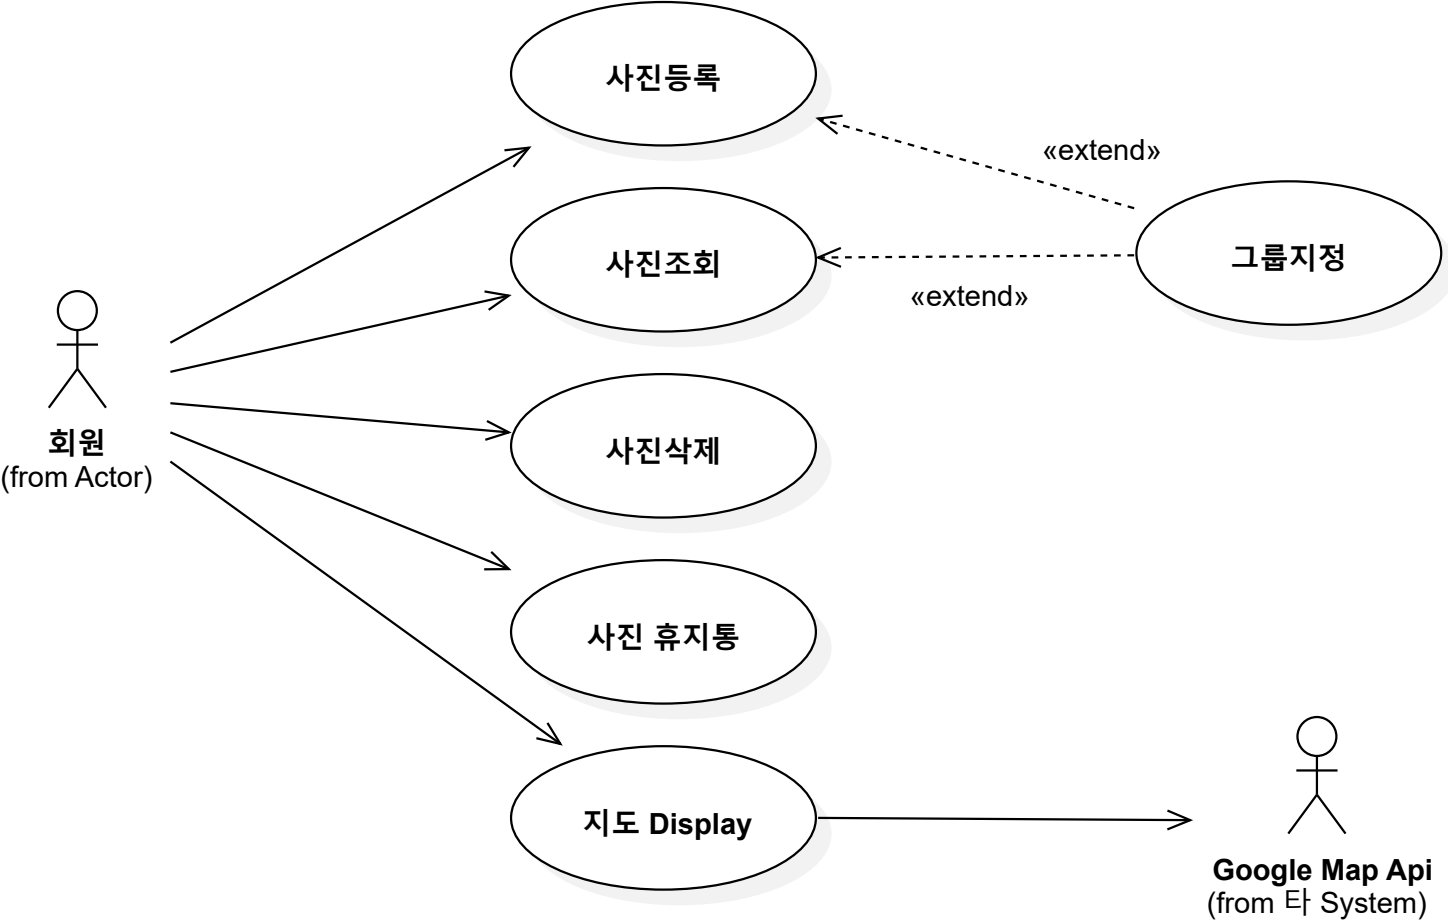 사진등록
«extend»
사진조회
그룹지정
«extend»
회원
(from Actor)
사진삭제
사진 휴지통
지도 Display
Google Map Api
(from 타 System)